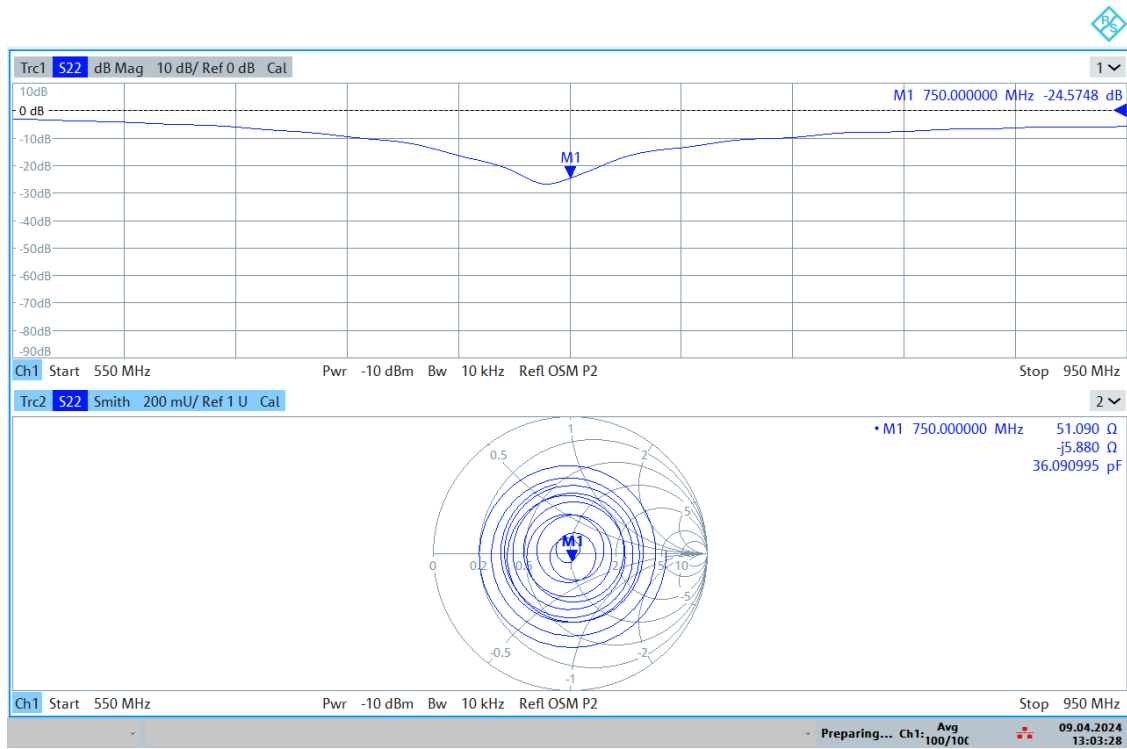 R S
Trc1 S22 dB Mag 10 dB/ Ref 0 dB Cal 1
10dB M1 750.000000 MHz -24.5748 dB
0 dB
-10dB
M1
-20dB
-30dB
-40dB
-50dB
-60dB
-70dB
-80dB
-90dB
Ch1 Start 550 MHz Pwr -10 dBm Bw 10 kHz Refl OSM P2 Stop 950 MHz
Trc2 S22 Smith 200 mU/ Ref 1 U Cal 2
1 • M1 750.000000 MHz 51.090 Ω
0.5 2 -j5.880 Ω
36.090995 pF
5
M1
0 0.2 0.5 1 2 5 10
-5
-0.5 -2
-1
Ch1 Start 550 MHz Pwr -10 dBm Bw 10 kHz Refl OSM P2 Stop 950 MHz
Preparing... Ch1: Avg 09.04.2024
100/100 13:03:28